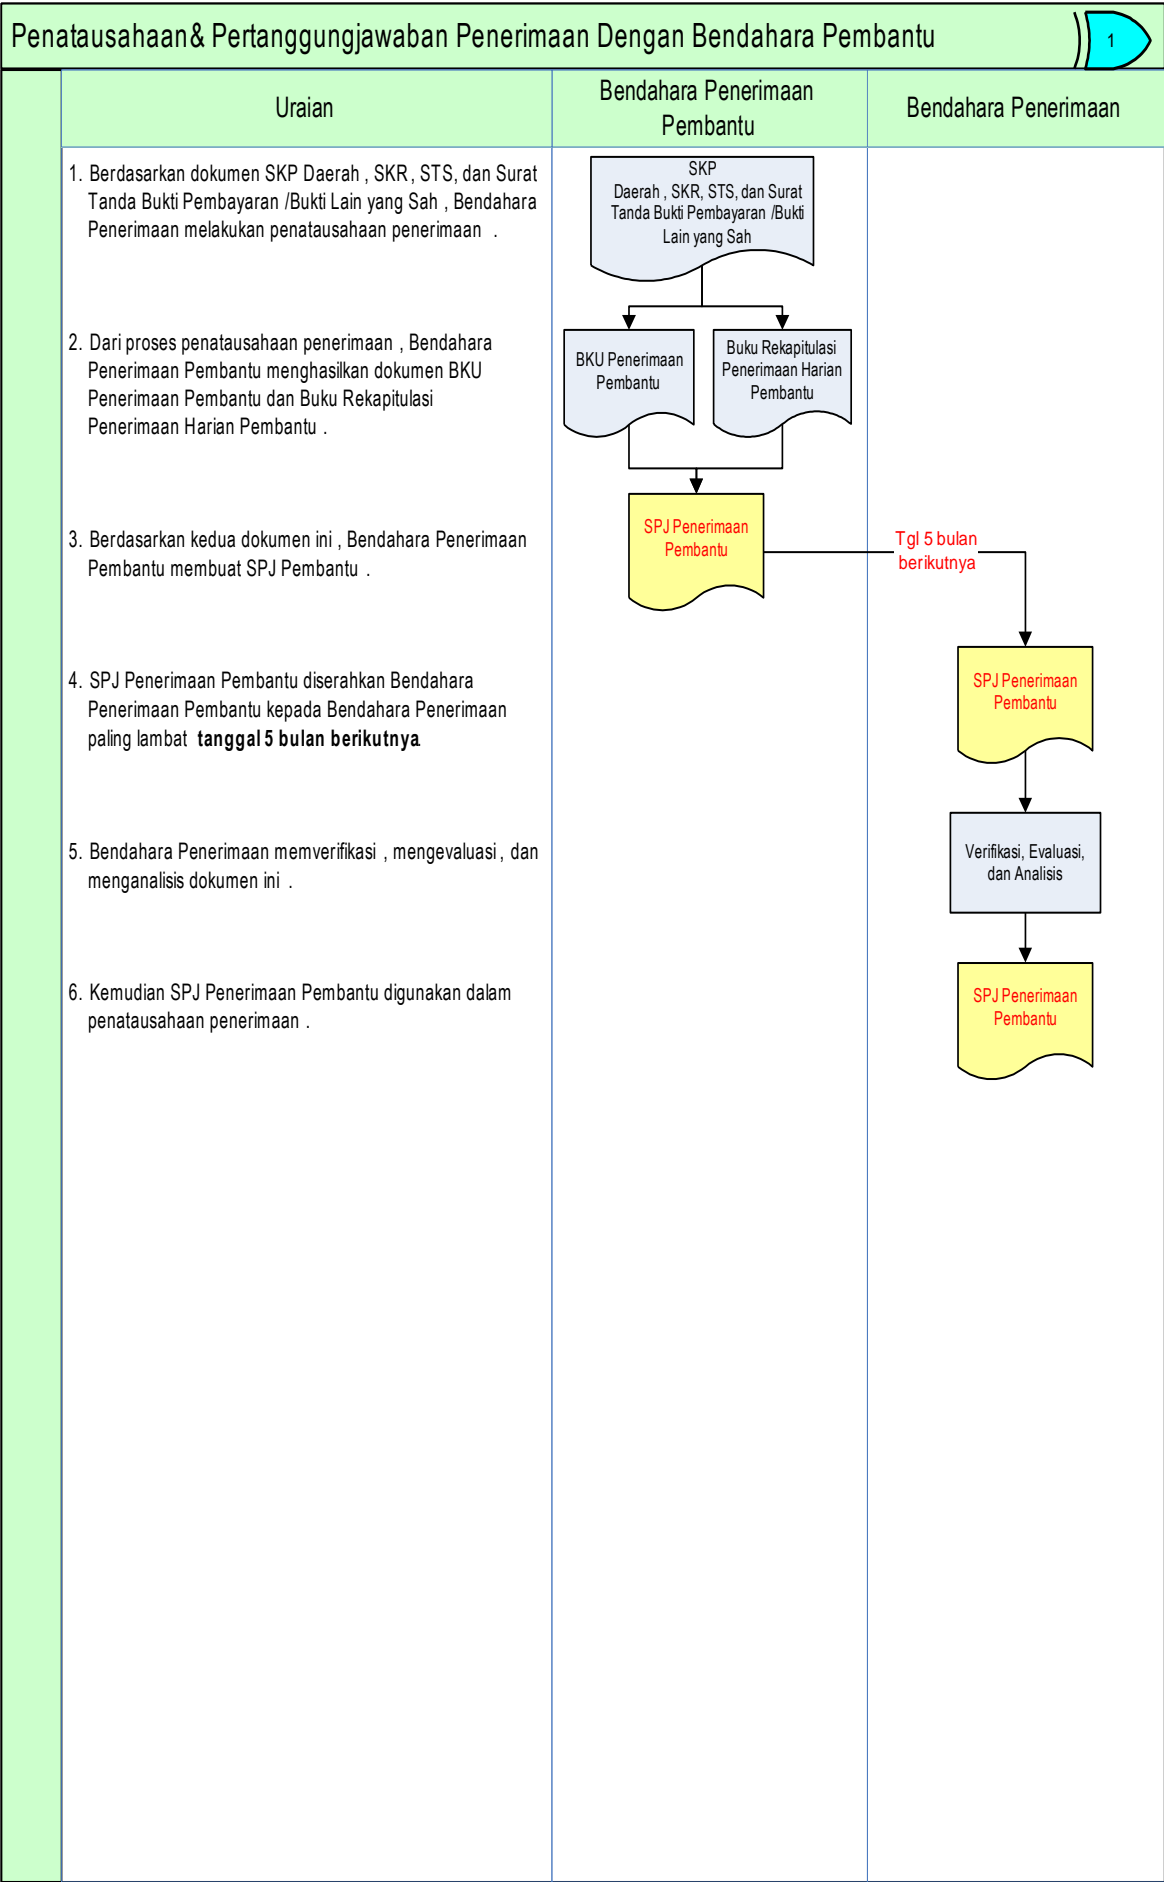 Penatausahaan & Pertanggungjawaban Penerimaan Dengan Bendahara Pembantu
1
Uraian
Bendahara Penerimaan
Pembantu
Bendahara Penerimaan
1. Berdasarkan dokumen SKP Daerah , SKR , STS, dan Surat
Tanda Bukti Pembayaran /Bukti Lain yang Sah , Bendahara
Penerimaan melakukan penatausahaan penerimaan .
2. Dari proses penatausahaan penerimaan , Bendahara
Penerimaan Pembantu menghasilkan dokumen BKU
Penerimaan Pembantu dan Buku Rekapitulasi
Penerimaan Harian Pembantu .
3. Berdasarkan kedua dokumen ini , Bendahara Penerimaan
Pembantu membuat SPJ Pembantu .
4. SPJ Penerimaan Pembantu diserahkan Bendahara
Penerimaan Pembantu kepada Bendahara Penerimaan
paling lambat tanggal 5 bulan berikutnya.
5. Bendahara Penerimaan memverifikasi , mengevaluasi , dan
menganalisis dokumen ini .
6. Kemudian SPJ Penerimaan Pembantu digunakan dalam
penatausahaan penerimaan .
SKP
Daerah , SKR, STS, dan Surat
Tanda Bukti Pembayaran /Bukti
Lain yang Sah
BKU Penerimaan
Pembantu
Buku Rekapitulasi
Penerimaan Harian
Pembantu
SPJ Penerimaan
Pembantu
Tgl 5 bulan
berikutnya
SPJ Penerimaan
Pembantu
Verifikasi, Evaluasi,
dan Analisis
SPJ Penerimaan
Pembantu